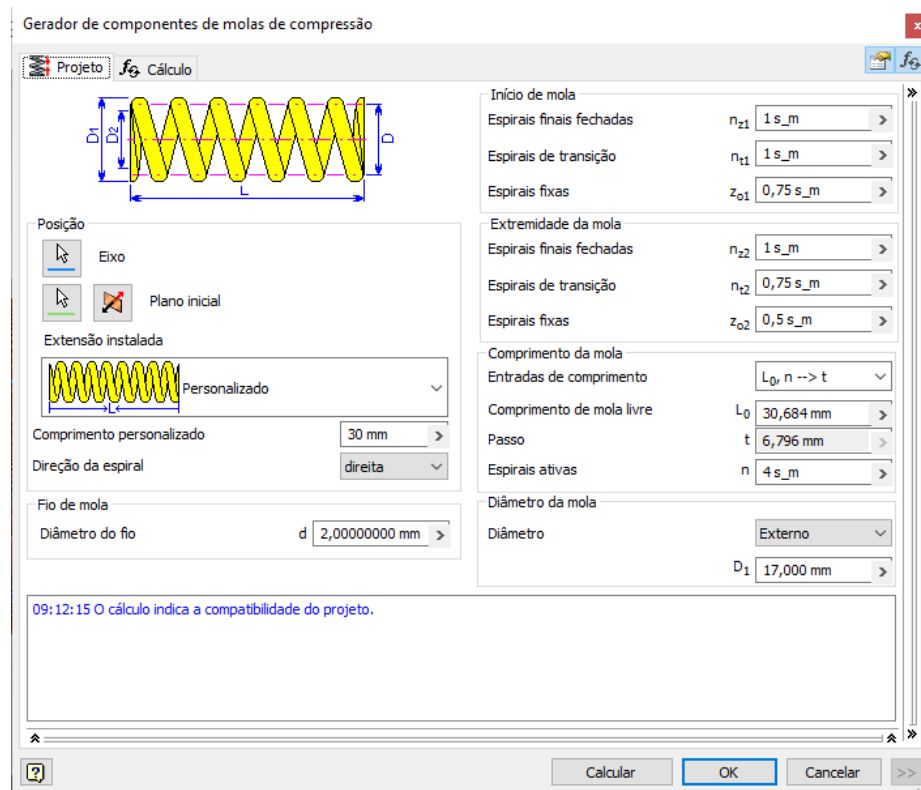 Gerador de componentes de molas de compressão
x
Projeto
Cálculo
D1
D2
D
L
Posição
Eixo
Plano inicial
Extensão instalada
L
Personalizado
Comprimento personalizado 30 mm
Direção da espiral direita
Fio de mola
Diâmetro do fio d 2,00000000 mm
Início de mola
Espirais finais fechadas nz1 1 s_m
Espirais de transição nt1 1 s_m
Espirais fixas zo1 0,75 s_m
Extremidade da mola
Espirais finais fechadas nz2 1 s_m
Espirais de transição nt2 0,75 s_m
Espirais fixas zo2 0,5 s_m
Comprimento da mola
Entradas de comprimento L0, n --> t
Comprimento de mola livre L0 30,684 mm
Passo t 6,796 mm
Espirais ativas n 4 s_m
Diâmetro da mola
Diâmetro Externo
D1 17,000 mm
09:12:15 O cálculo indica a compatibilidade do projeto.
? Calcular OK Cancelar >>